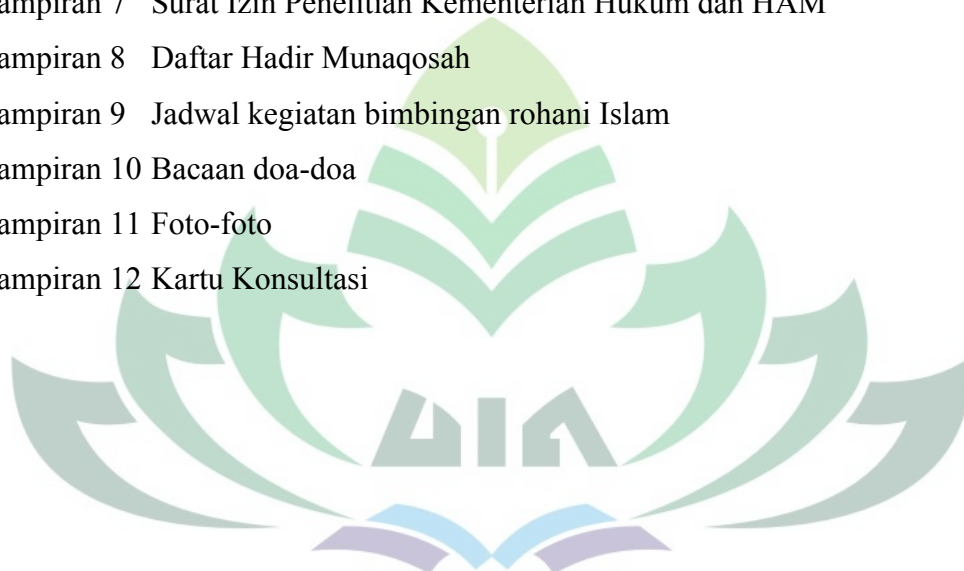 ampiran 7 Surat Izin Penelitian Kementerian Hukum dan HAM
ampiran 8 Daftar Hadir Munaqosah
ampiran 9 Jadwal kegiatan bimbingan rohani Islam
ampiran 10 Bacaan doa-doa
ampiran 11 Foto-foto
ampiran 12 Kartu Konsultasi
UIN